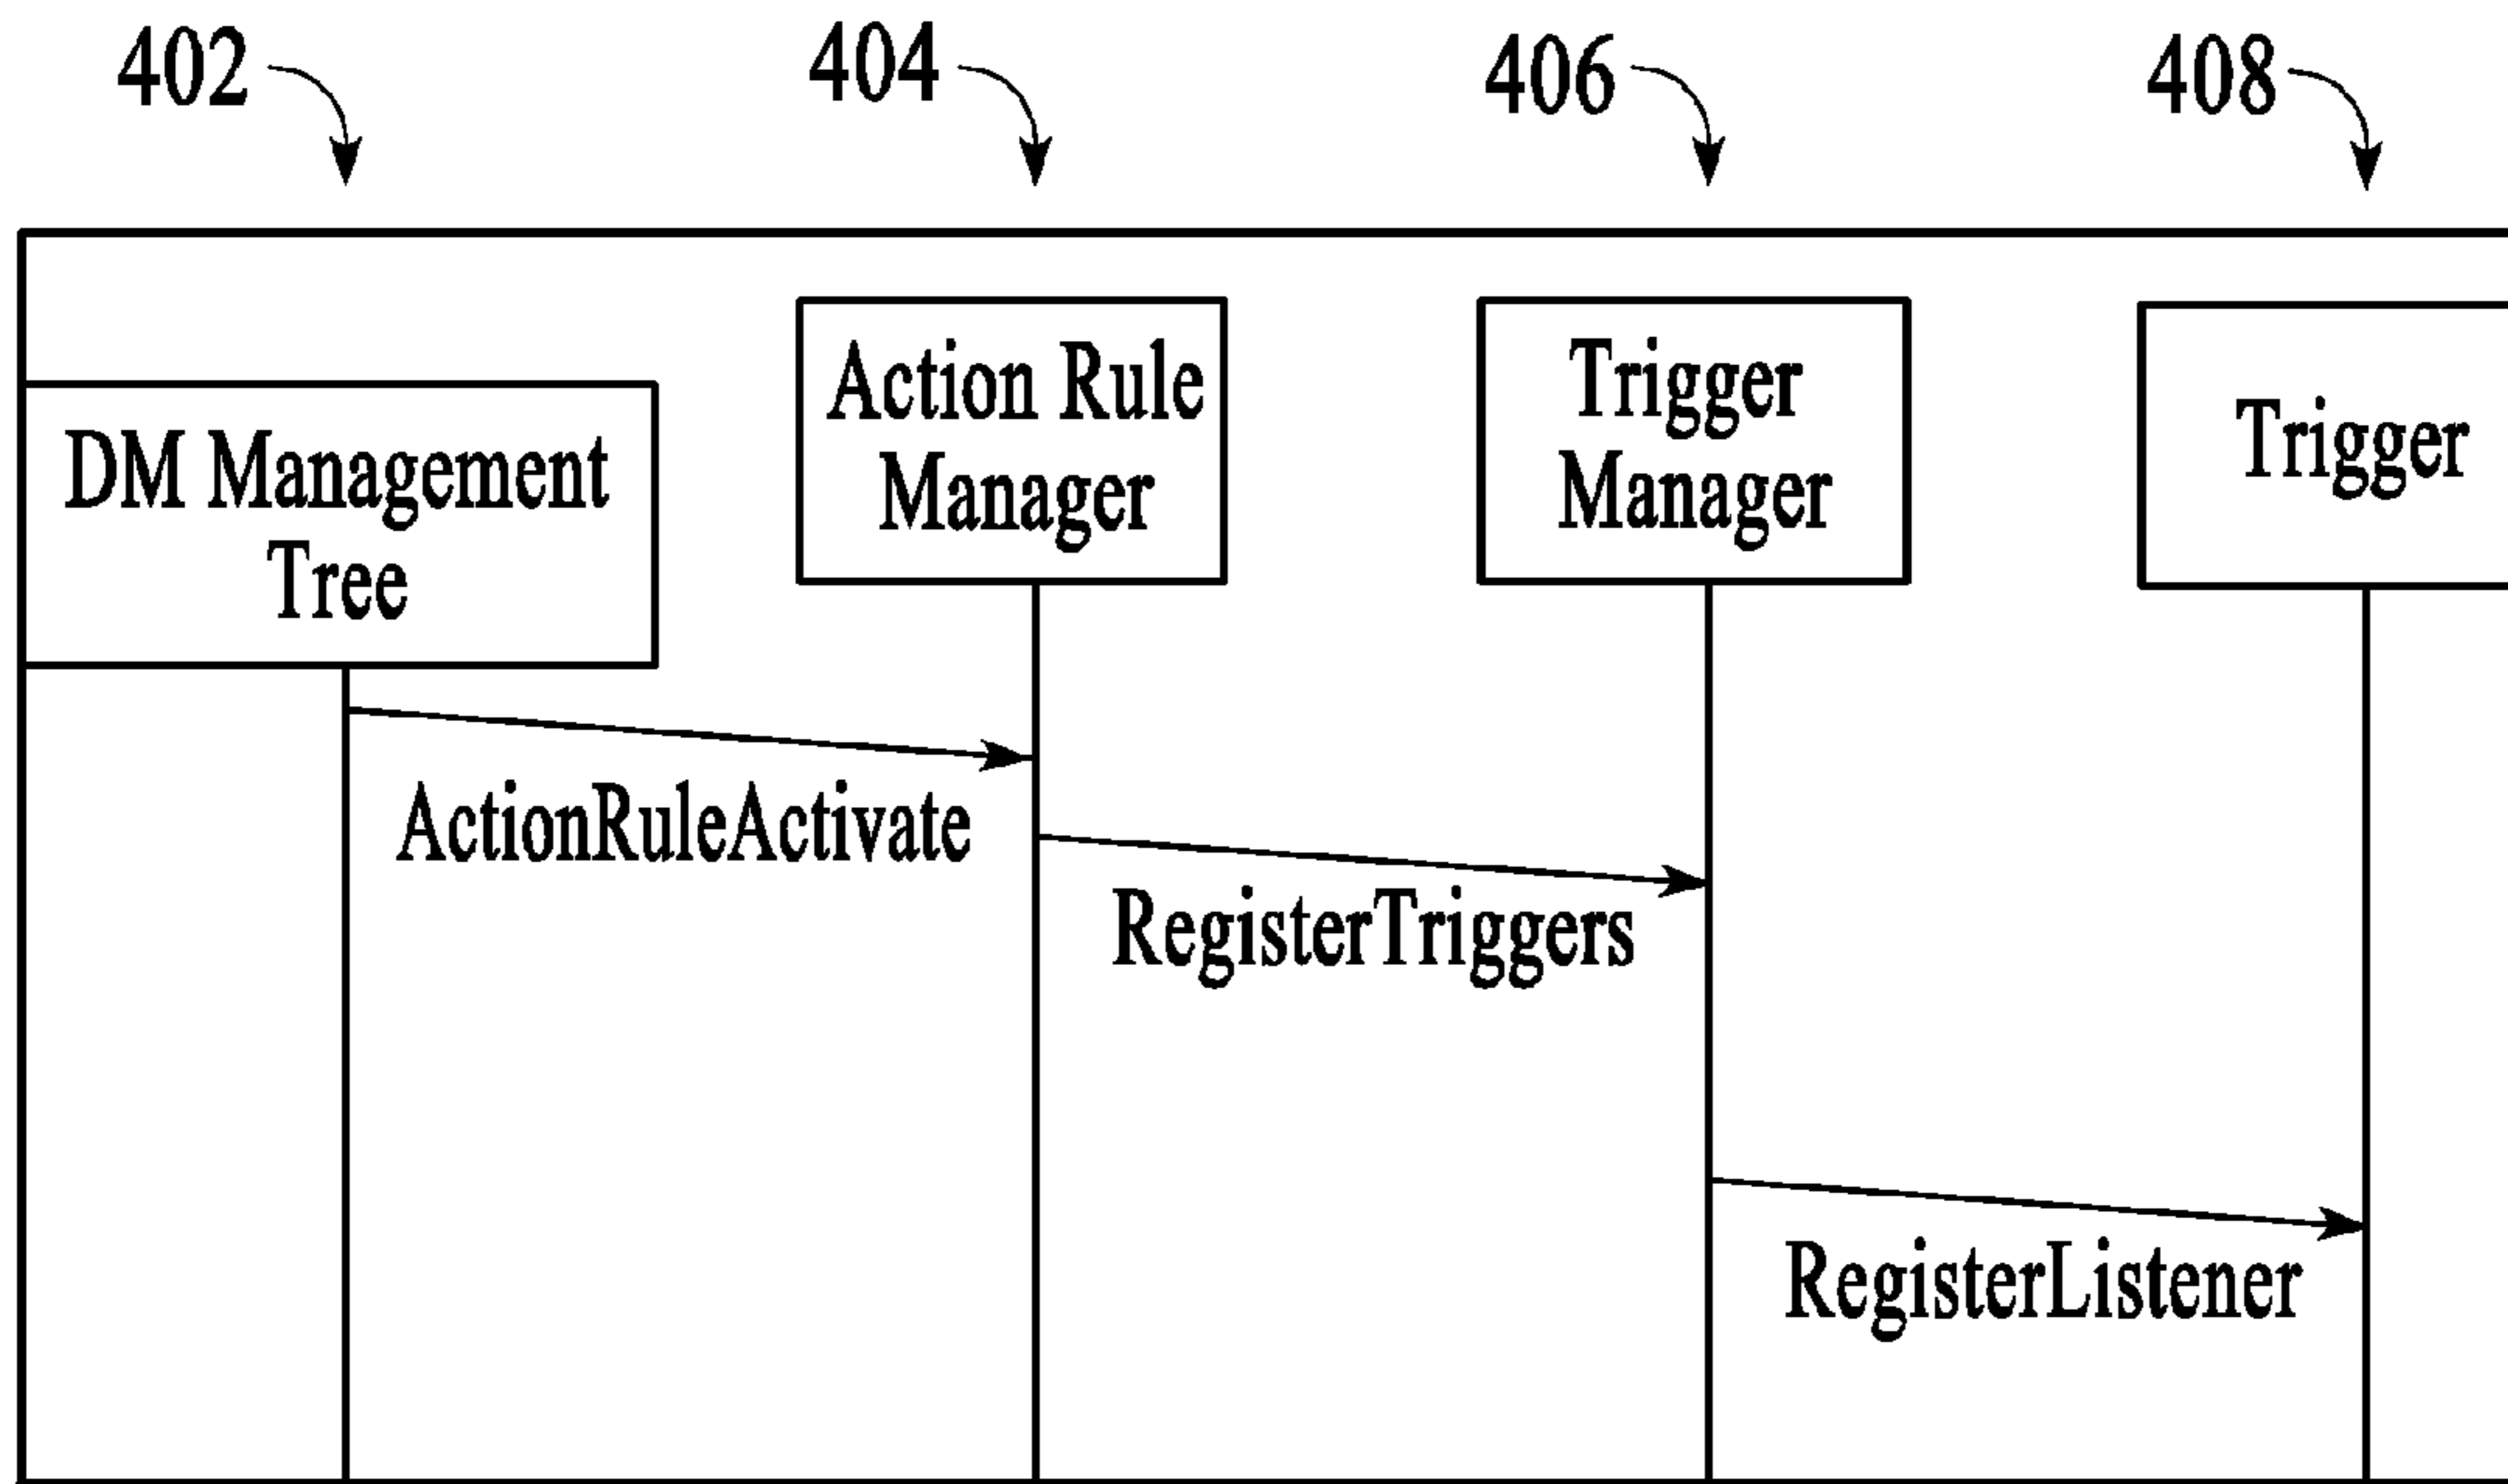 402
404
406
408
DM Management
Tree
Action Rule
Manager
Trigger
Manager
Trigger
ActionRuleActivate
RegisterTriggers
RegisterListener